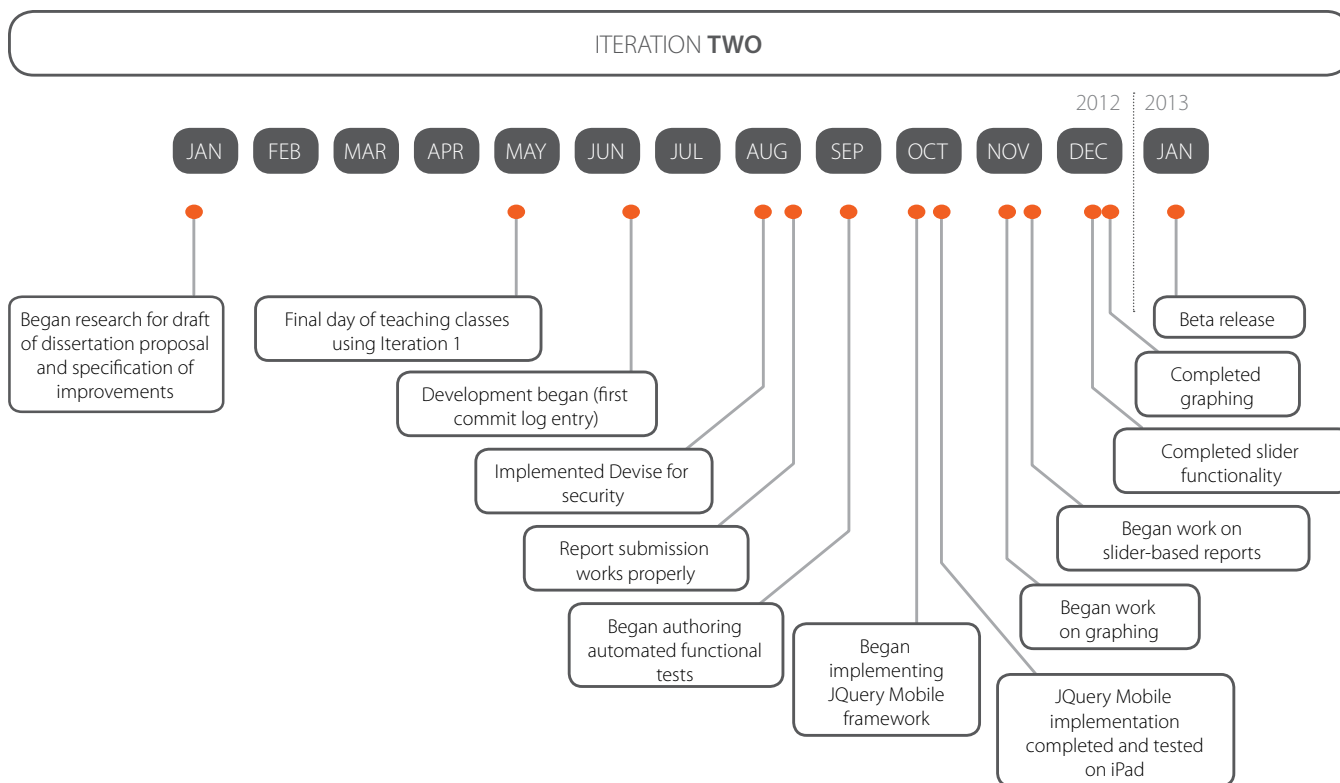 ITERATION TWO
2012 2013
JAN FEB MAR APR MAY JUN JUL AUG SEP OCT NOV DEC JAN
Began research for draft
of dissertation proposal
and specification of
improvements
Final day of teaching classes
using Iteration 1
Development began (first
commit log entry)
Implemented Devise for
security
Report submission
works properly
Began authoring
automated functional
tests
Began
implementing
JQuery Mobile
framework
JQuery Mobile
implementation
completed and tested
on iPad
Began work
on graphing
Began work on
slider-based reports
Completed slider
functionality
Completed
graphing
Beta release